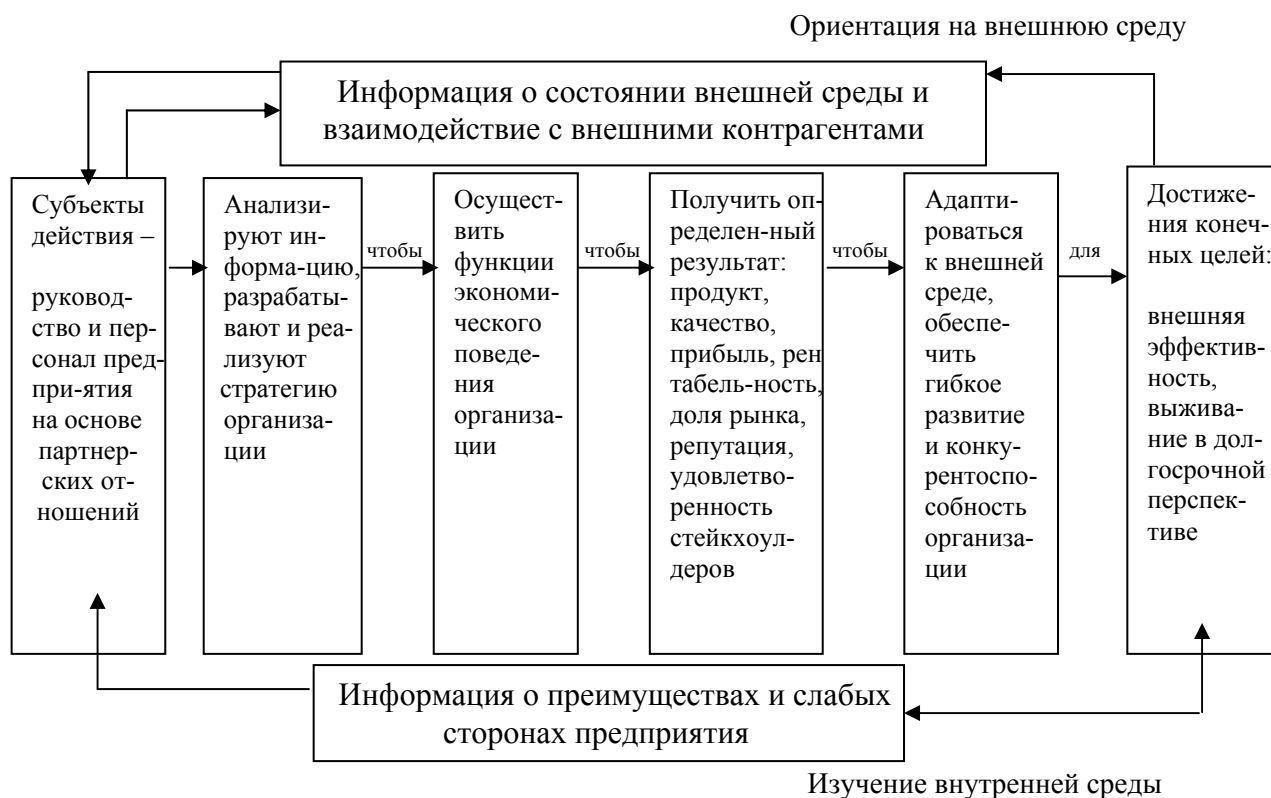 Ориентация на внешнюю среду
Информация о состоянии внешней среды и
взаимодействие с внешними контрагентами
Субъекты
действия –
руковод-
ство и пер-
сонал пред-
при-ятия
на основе
партнер-
ских от-
ношений
Анализи-
руют ин-
форма-цию,
разрабаты-
вают и реа-
лизуют
стратегию
организа-
ции
чтобы
Осущест-
вить
функции
экономи-
ческого
поведе-
ния
организа-
ции
чтобы
Получить оп-
ределен-ный
результат:
продукт,
качество,
прибыль, рен
табель-ность,
доля рынка,
репутация,
удовлетво-
ренность
стейкхоул-
деров
чтобы
Адапти-
роваться
к внешней
среде,
обеспе-
чить
гибкое
развитие
и конку-
рентоспо-
собность
организа-
ции
для
Достиже-
ния конеч-
ных целей:
внешняя
эффектив-
ность,
выжива-
ние в дол-
госрочной
перспек-
тиве
Информация о преимуществах и слабых
сторонах предприятия
Изучение внутренней среды